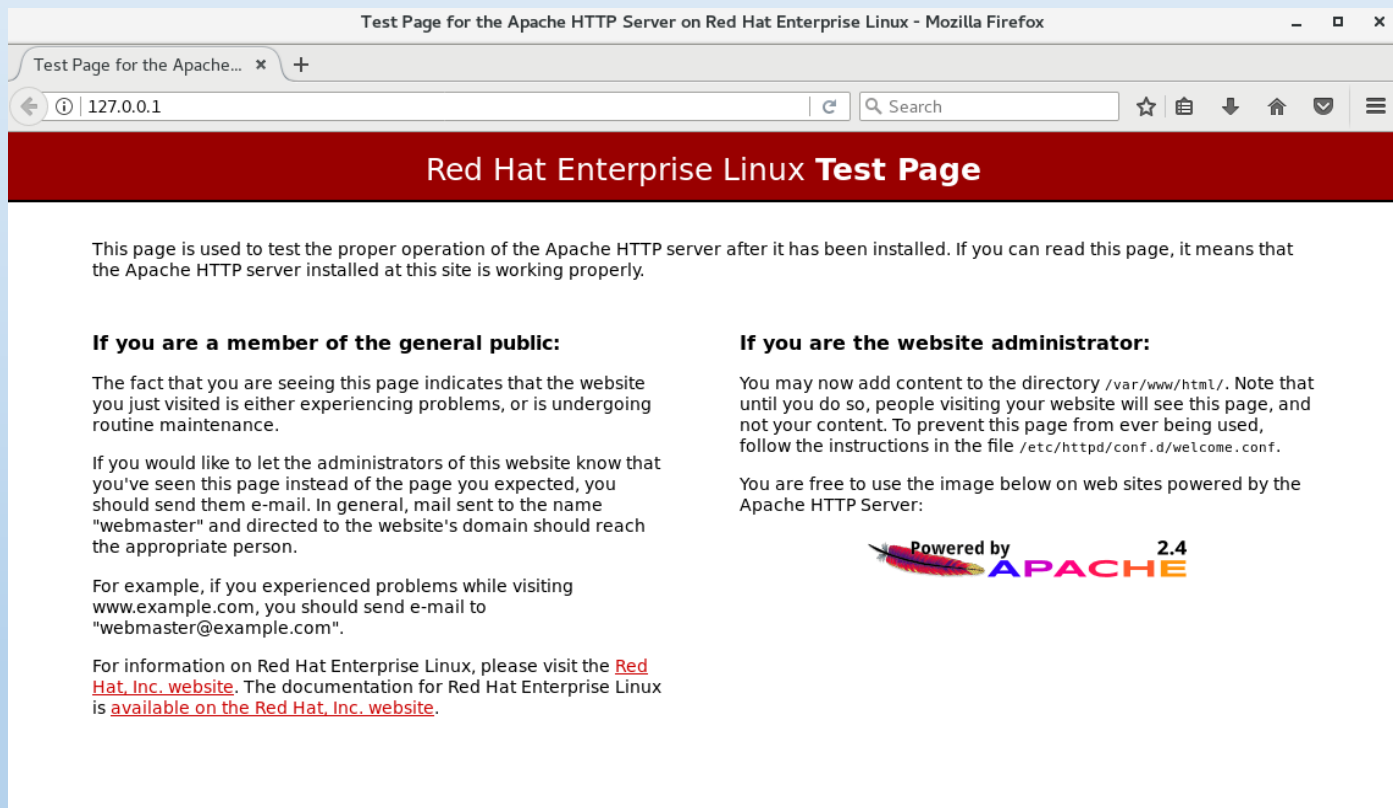 Test Page for the Apache HTTP Server on Red Hat Enterprise Linux - Mozilla Firefox
Test Page for the Apache...
127.0.0.1
Search
Red Hat Enterprise Linux Test Page
This page is used to test the proper operation of the Apache HTTP server after it has been installed. If you can read this page, it means that
the Apache HTTP server installed at this site is working properly.
If you are a member of the general public:
The fact that you are seeing this page indicates that the website
you just visited is either experiencing problems, or is undergoing
routine maintenance.
If you would like to let the administrators of this website know that
you've seen this page instead of the page you expected, you
should send them e-mail. In general, mail sent to the name
"webmaster" and directed to the website's domain should reach
the appropriate person.
For example, if you experienced problems while visiting
www.example.com, you should send e-mail to
"webmaster@example.com".
For information on Red Hat Enterprise Linux, please visit the Red
Hat, Inc. website. The documentation for Red Hat Enterprise Linux
is available on the Red Hat, Inc. website.
If you are the website administrator:
You may now add content to the directory /var/www/html/. Note that
until you do so, people visiting your website will see this page, and
not your content. To prevent this page from ever being used,
follow the instructions in the file /etc/httpd/conf.d/welcome.conf.
You are free to use the image below on web sites powered by the
Apache HTTP Server:
Powered by 2.4
APACHE